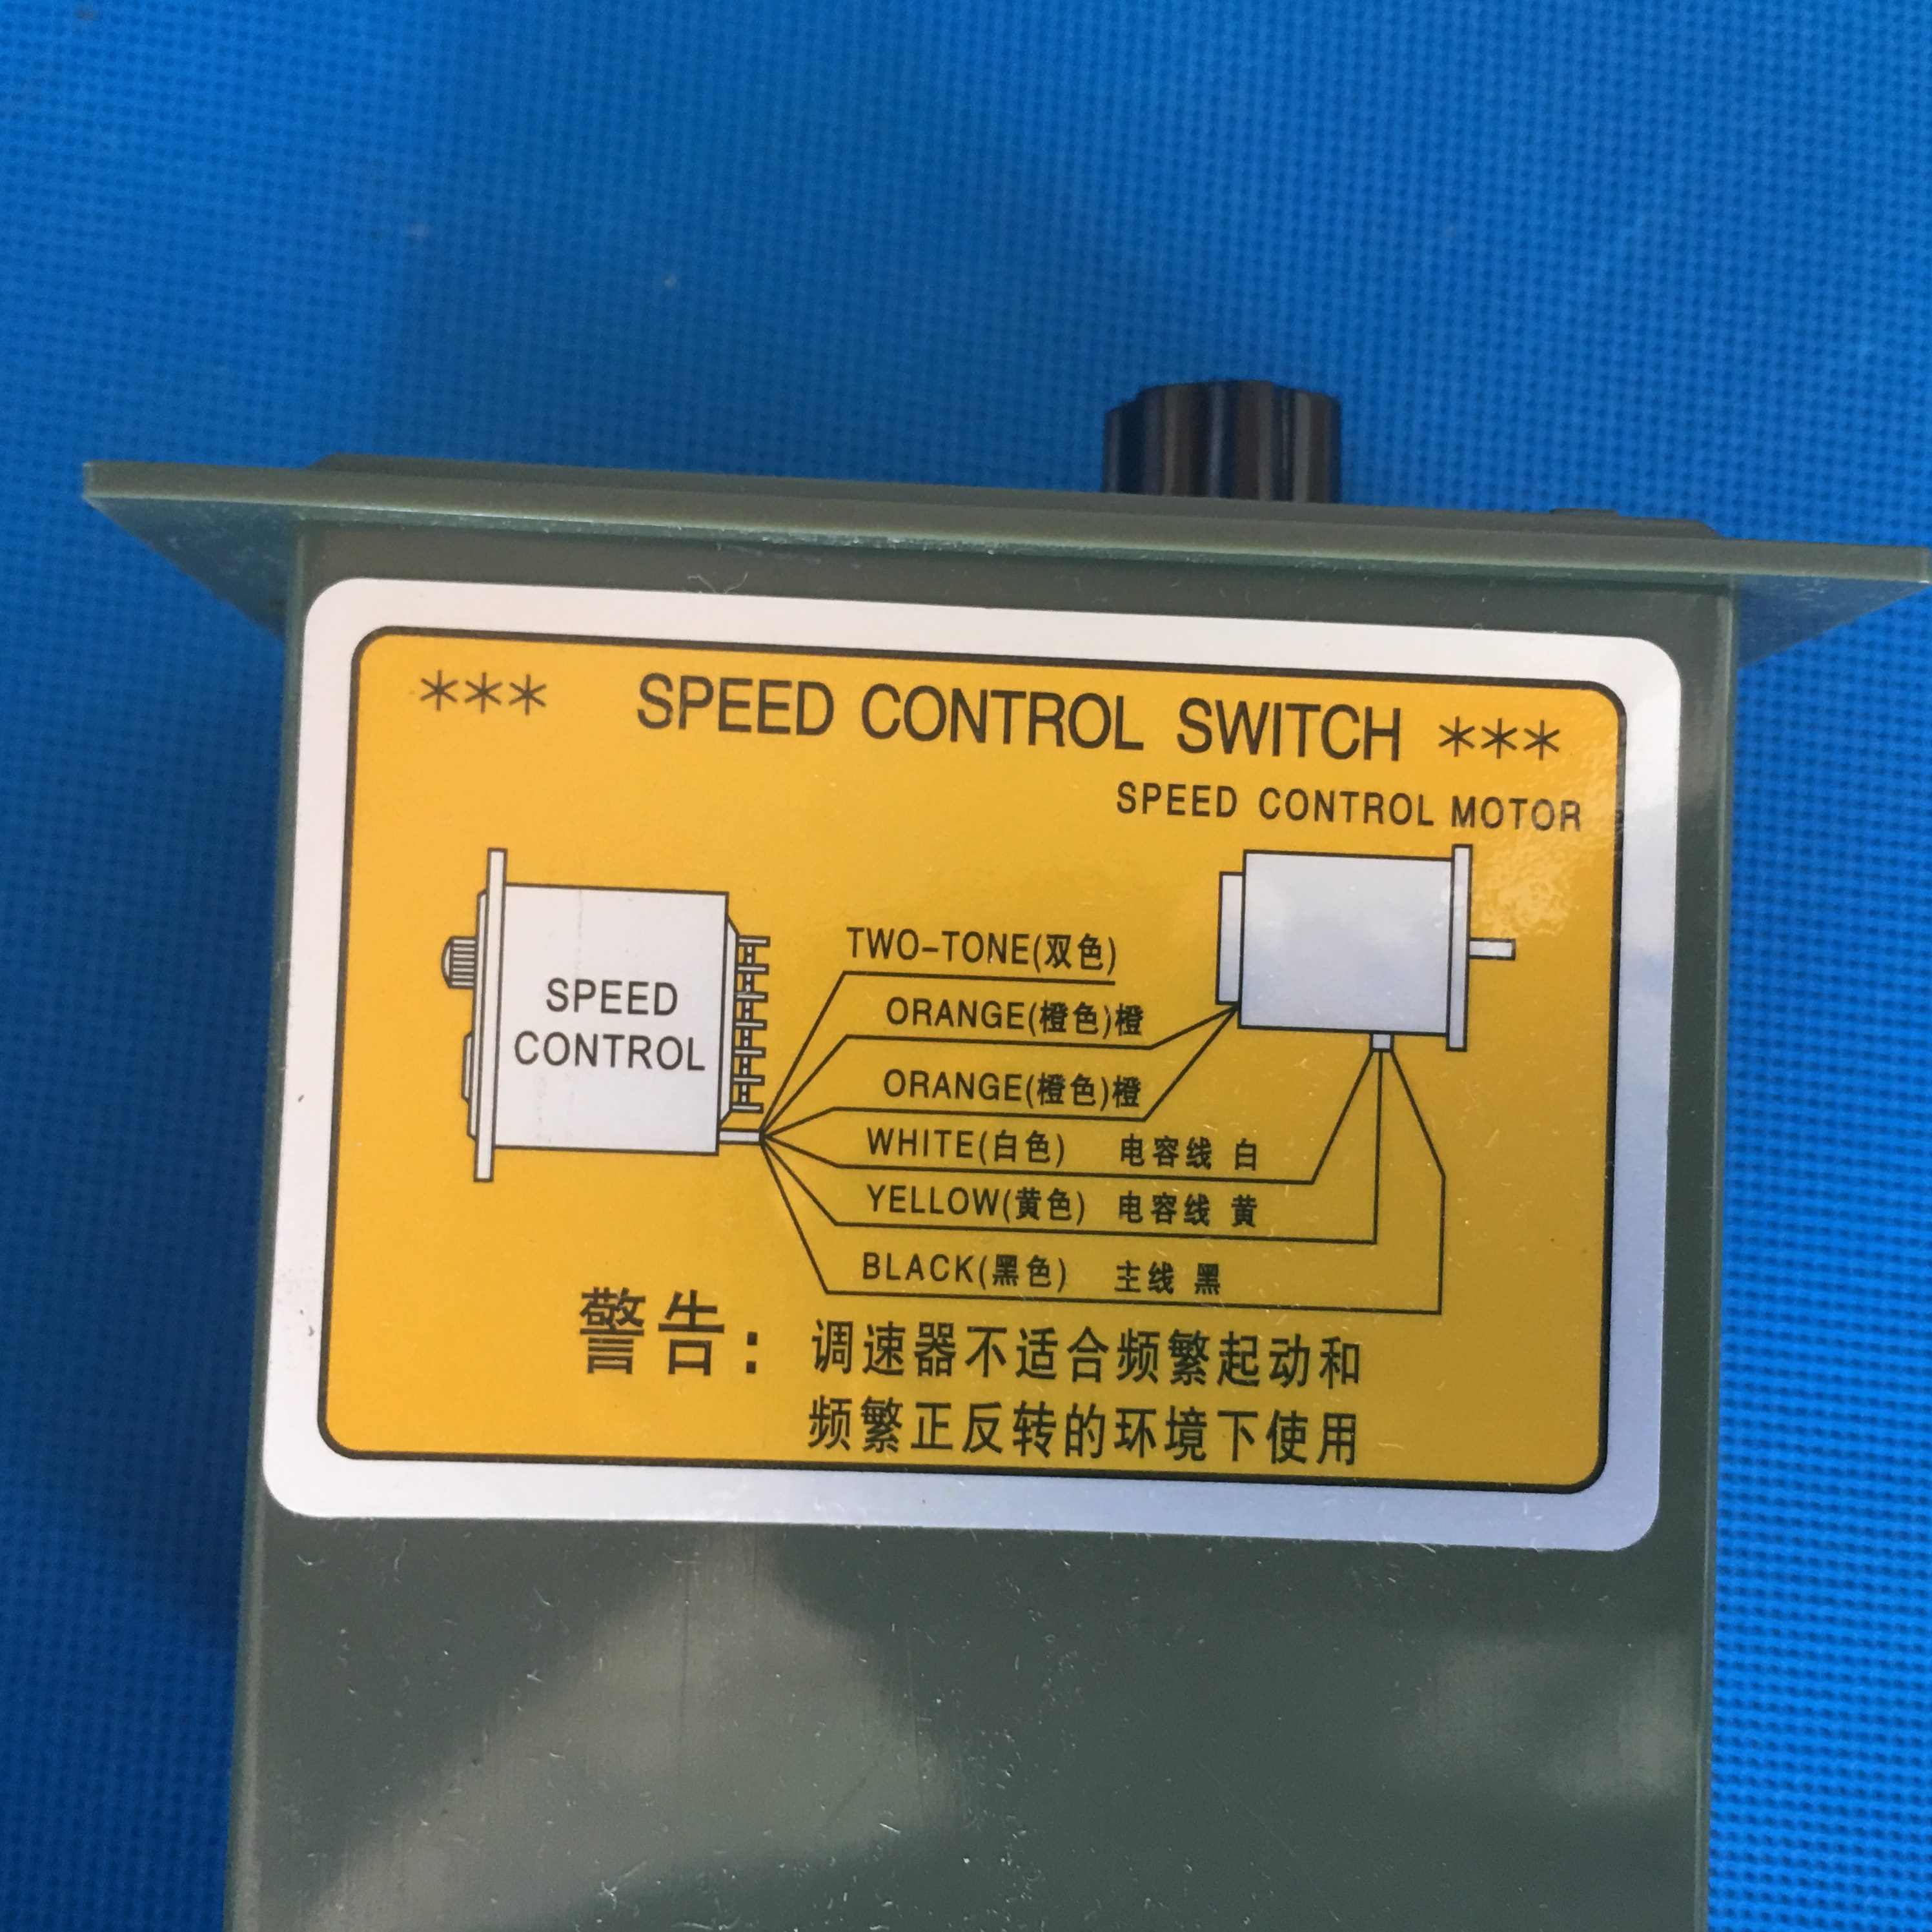 *** SPEED CONTROL SWITCH ***
SPEED CONTROL MOTOR
SPEED
CONTROL
TWO-TONE(双色)
ORANGE(橙色)橙
ORANGE(橙色)橙
WHITE(白色) 电容线 白
YELLOW(黄色) 电容线 黄
BLACK(黑色) 主线 黑
警告: 调速器不适合频繁起动和
频繁正反转的环境下使用